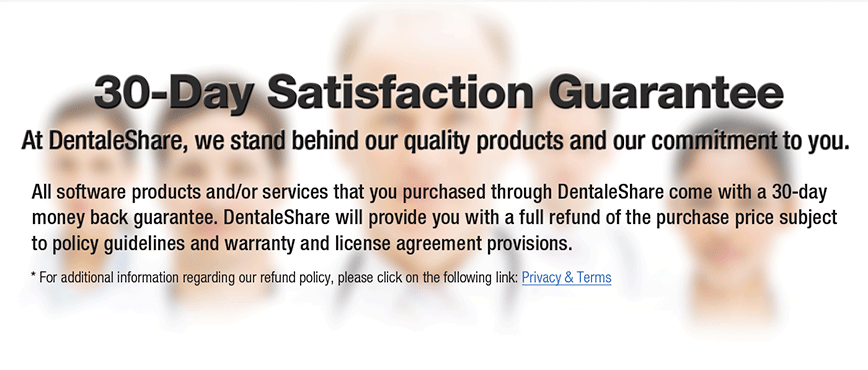 30-Day Satisfaction Guarantee
At DentaleShare, we stand behind our quality products and our commitment to you.
All software products and/or services that you purchased through DentaleShare come with a 30-day
money back guarantee. DentaleShare will provide you with a full refund of the purchase price subject
to policy guidelines and warranty and license agreement provisions.
* For additional information regarding our refund policy, please click on the following link: Privacy & Terms